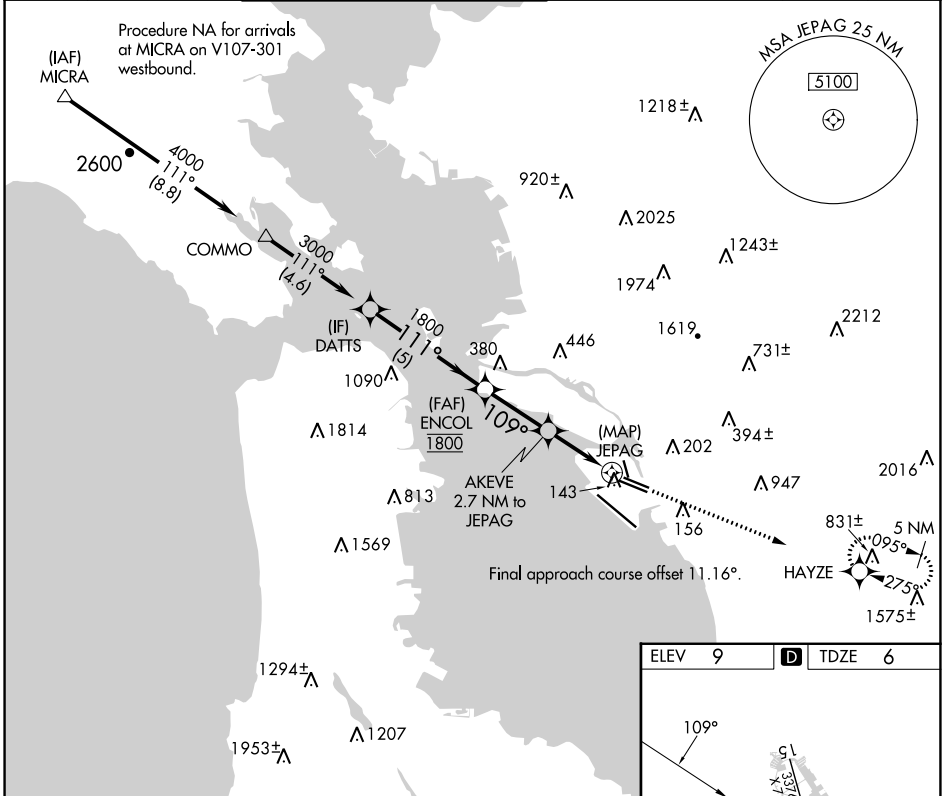 Procedure NA for arrivals
at MICRA on V107-301
westbound.
(IAF)
MICRA
MSA JEPAG 25 NM
5100
1218±
2600
4000
111°
(8.8)
920±
2025
COMMO
3000
111°
(4.6)
1243±
1974
(IF)
DATTS
1800
111°
(5)
2212
1619
446
380
731±
1090
(FAF)
ENCOL
1800
109°
(MAP)
JEPAG
394±
1814
202
2016
AKEVE
2.7 NM to
JEPAG
143
947
813
156
831±
5 NM
095°
1569
HAYZE
275°
Final approach course offset 11.16°.
1575±
ELEV 9
D
TDZE 6
1294±
109°
1207
1953±
15